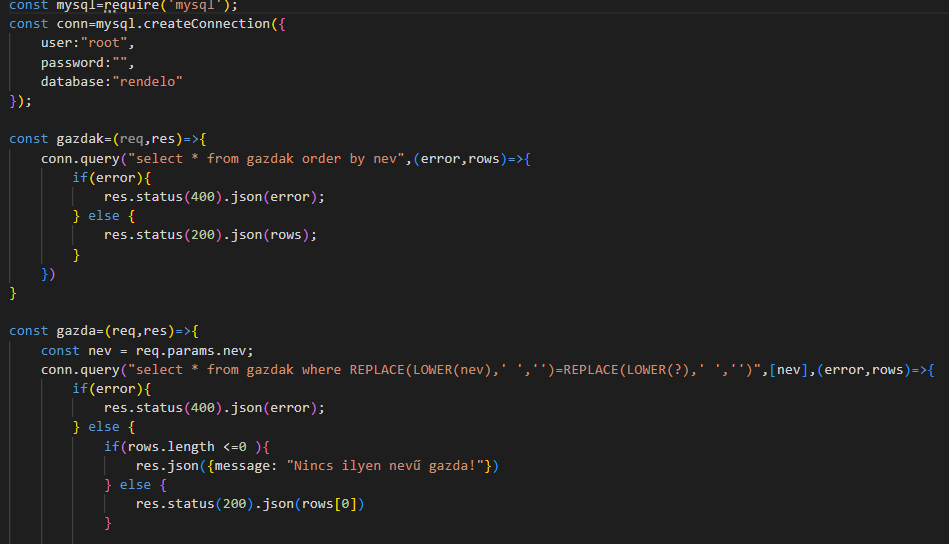 const mysql=require('mysql');
const conn=mysql.createConnection({
    user:"root",
    password:"",
    database:"rendelo"
});
const gazdak=(req,res)=>{
    conn.query("select * from gazdak order by nev",(error,rows)=>{
        if(error){
            res.status(400).json(error);
        } else {
            res.status(200).json(rows);
        }
    })
}
const gazda=(req,res)=>{
    const nev = req.params.nev;
    conn.query("select * from gazdak where REPLACE(LOWER(nev),' ','')=REPLACE(LOWER(?),' ','')",[nev],(error,rows)=>{
        if(error){
            res.status(400).json(error);
        } else {
            if(rows.length <=0 ){
                res.json({message: "Nincs ilyen nevű gazda!"})
            } else {
                res.status(200).json(rows[0])
            }